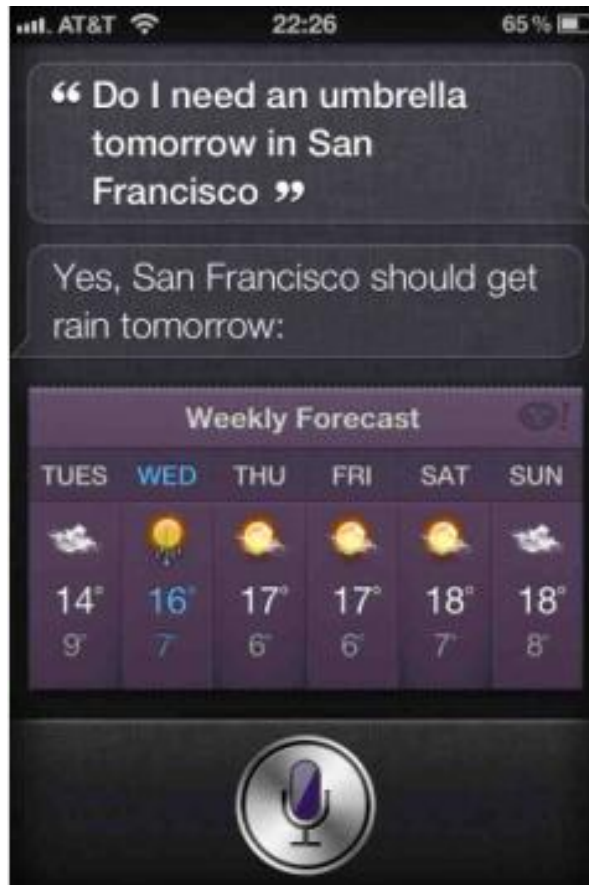 AT&T 22:26 65%
“ Do I need an umbrella
tomorrow in San
Francisco ”
Yes, San Francisco should get
rain tomorrow:
Weekly Forecast
TUES WED THU FRI SAT SUN
14° 16° 17° 17° 18° 18°
9° 7° 6° 6° 7° 8°